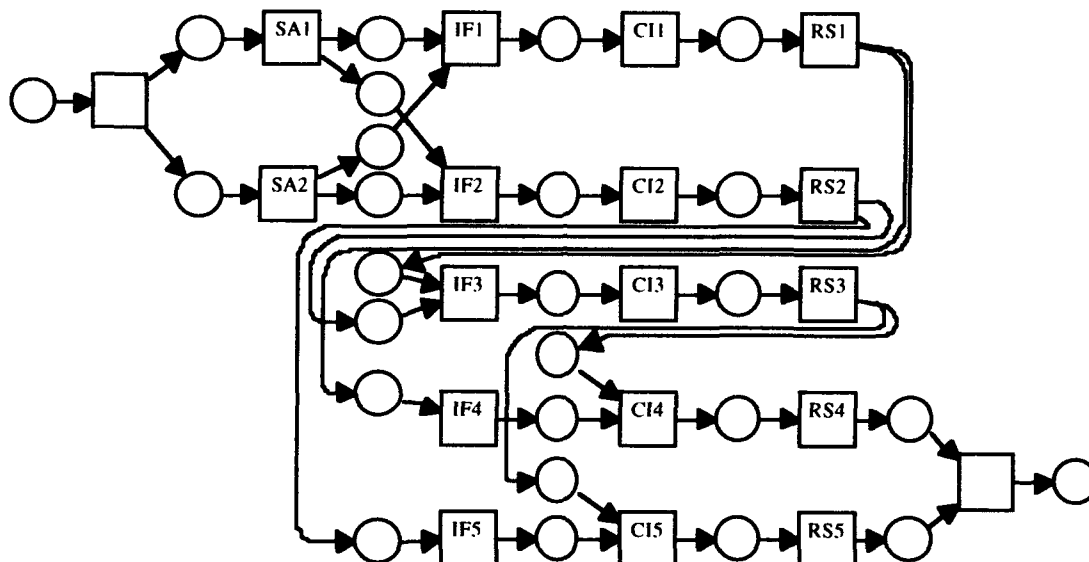 SA1 IF1 CI1 RS1
SA2 IF2 CI2 RS2
IF3 CI3 RS3
IF4 CI4 RS4
IF5 CI5 RS5